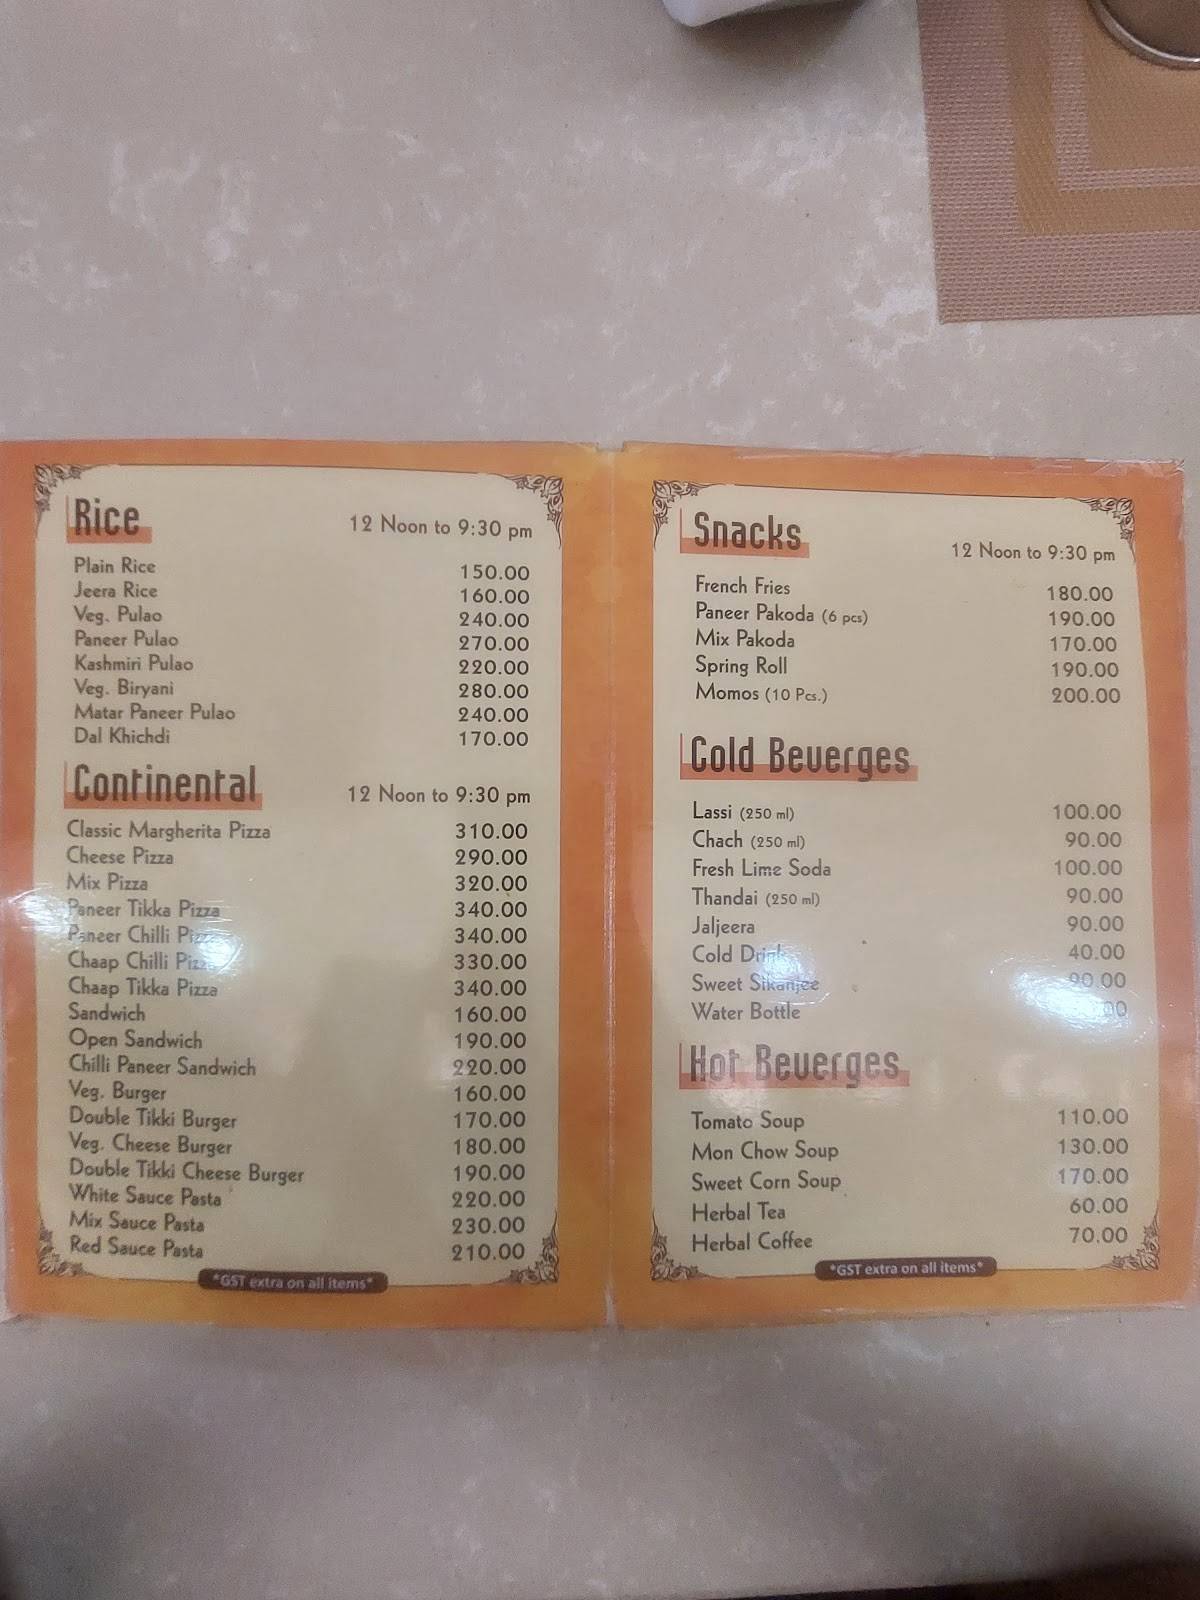 Rice 12 Noon to 9:30 pm
Plain Rice 150.00
Jeera Rice 160.00
Veg. Pulao 240.00
Paneer Pulao 270.00
Kashmiri Pulao 220.00
Veg. Biryani 280.00
Matar Paneer Pulao 240.00
Dal Khichdi 170.00
Continental 12 Noon to 9:30 pm
Classic Margherita Pizza 310.00
Cheese Pizza 290.00
Mix Pizza 320.00
Paneer Tikka Pizza 340.00
Paneer Chilli Pizza 340.00
Chaap Chilli Pizza 330.00
Chaap Tikka Pizza 340.00
Sandwich 160.00
Open Sandwich 190.00
Chilli Paneer Sandwich 220.00
Veg. Burger 160.00
Double Tikki Burger 170.00
Veg. Cheese Burger 180.00
Double Tikki Cheese Burger 190.00
White Sauce Pasta 220.00
Mix Sauce Pasta 230.00
Red Sauce Pasta 210.00
*GST extra on all items*
Snacks 12 Noon to 9:30 pm
French Fries 180.00
Paneer Pakoda (6 pcs) 190.00
Mix Pakoda 170.00
Spring Roll 190.00
Momos (10 Pcs.) 200.00
Cold Beverges
Lassi (250 ml) 100.00
Chach (250 ml) 90.00
Fresh Lime Soda 100.00
Thandai (250 ml) 90.00
Jaljeera 90.00
Cold Drink 40.00
Sweet Sikanjee 90.00
Water Bottle
Hot Beverges
Tomato Soup 110.00
Mon Chow Soup 130.00
Sweet Corn Soup 170.00
Herbal Tea 60.00
Herbal Coffee 70.00
*GST extra on all items*